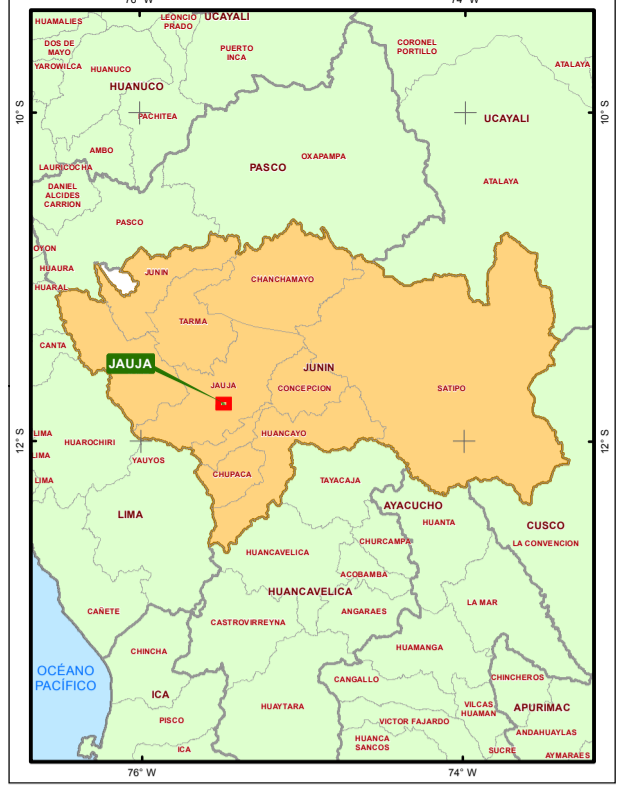 76° W
74° W
HUAMALIES
LEONCIO
PRADO
UCAYALI
DOS DE
MAYO
PUERTO
INCA
CORONEL
PORTILLO
YAROWILCA
HUANUCO
ATALAYA
HUANUCO
10° S
PACHITEA
UCAYALI
10° S
AMBO
OXAPAMPA
LAURICOCHA
PASCO
ATALAYA
DANIEL
ALCIDES
CARRION
PASCO
OYON
HUAURA
JUNIN
CHANCHAMAYO
HUARAL
TARMA
CANTA
JAUJA
JUNIN
JAUJA
CONCEPCION
SATIPO
LIMA
HUAROCHIRI
HUANCAYO
12° S
12° S
LIMA
YAUYOS
LIMA
CHUPACA
TAYACAJA
LIMA
AYACUCHO
HUANTA
CUSCO
CHURCAMPA
LA CONVENCION
HUANCAVELICA
ACOBAMBA
HUANCAVELICA
LA MAR
CAÑETE
ANGARAES
CASTROVIRREYNA
CHINCHA
HUAMANGA
OCÉANO
PACÍFICO
CANGALLO
CHINCHEROS
ICA
HUAYTARA
VILCAS
HUAMAN
APURIMAC
PISCO
VICTOR FAJARDO
ANDAHUAYLAS
HUANCA
SANCOS
ICA
SUCRE
AYMARAES
76° W
74° W